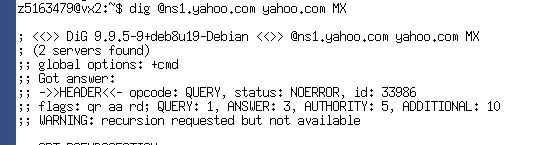 z5163479@vx2:~$ dig @ns1.yahoo.com yahoo.com MX
; <<>> DiG 9.9.5-9+deb8u19-Debian <<>> @ns1.yahoo.com yahoo.com MX
; (2 servers found)
;; global options: +cmd
;; Got answer:
;; ->>HEADER<<- opcode: QUERY, status: NOERROR, id: 33986
;; flags: qr aa rd; QUERY: 1, ANSWER: 3, AUTHORITY: 5, ADDITIONAL: 10
;; WARNING: recursion requested but not available